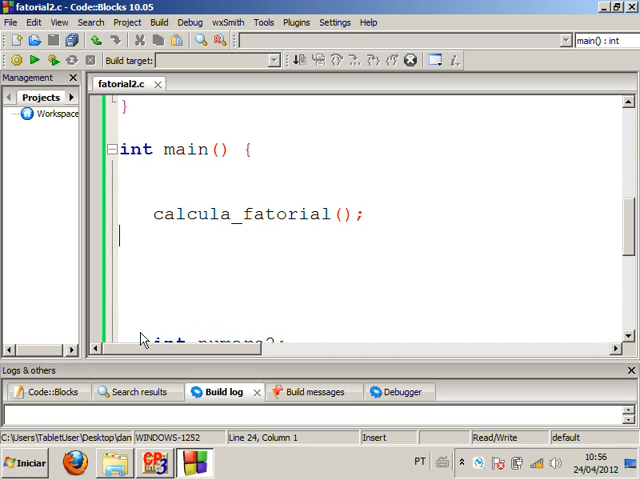 fatorial2.c - Code::Blocks 10.05
File Edit View Search Project Build Debug wxSmith Tools Plugins Settings Help
main() : int
Build target:
Management
Projects
Workspace
fatorial2.c
}
int main() {
calcula_fatorial();
Logs & others
Code::Blocks Search results Build log Build messages Debugger
C:\Users\TabletUser\Desktop\dan WINDOWS-1252 Line 24, Column 1 Insert Read/Write default
Iniciar PT 10:56
24/04/2012